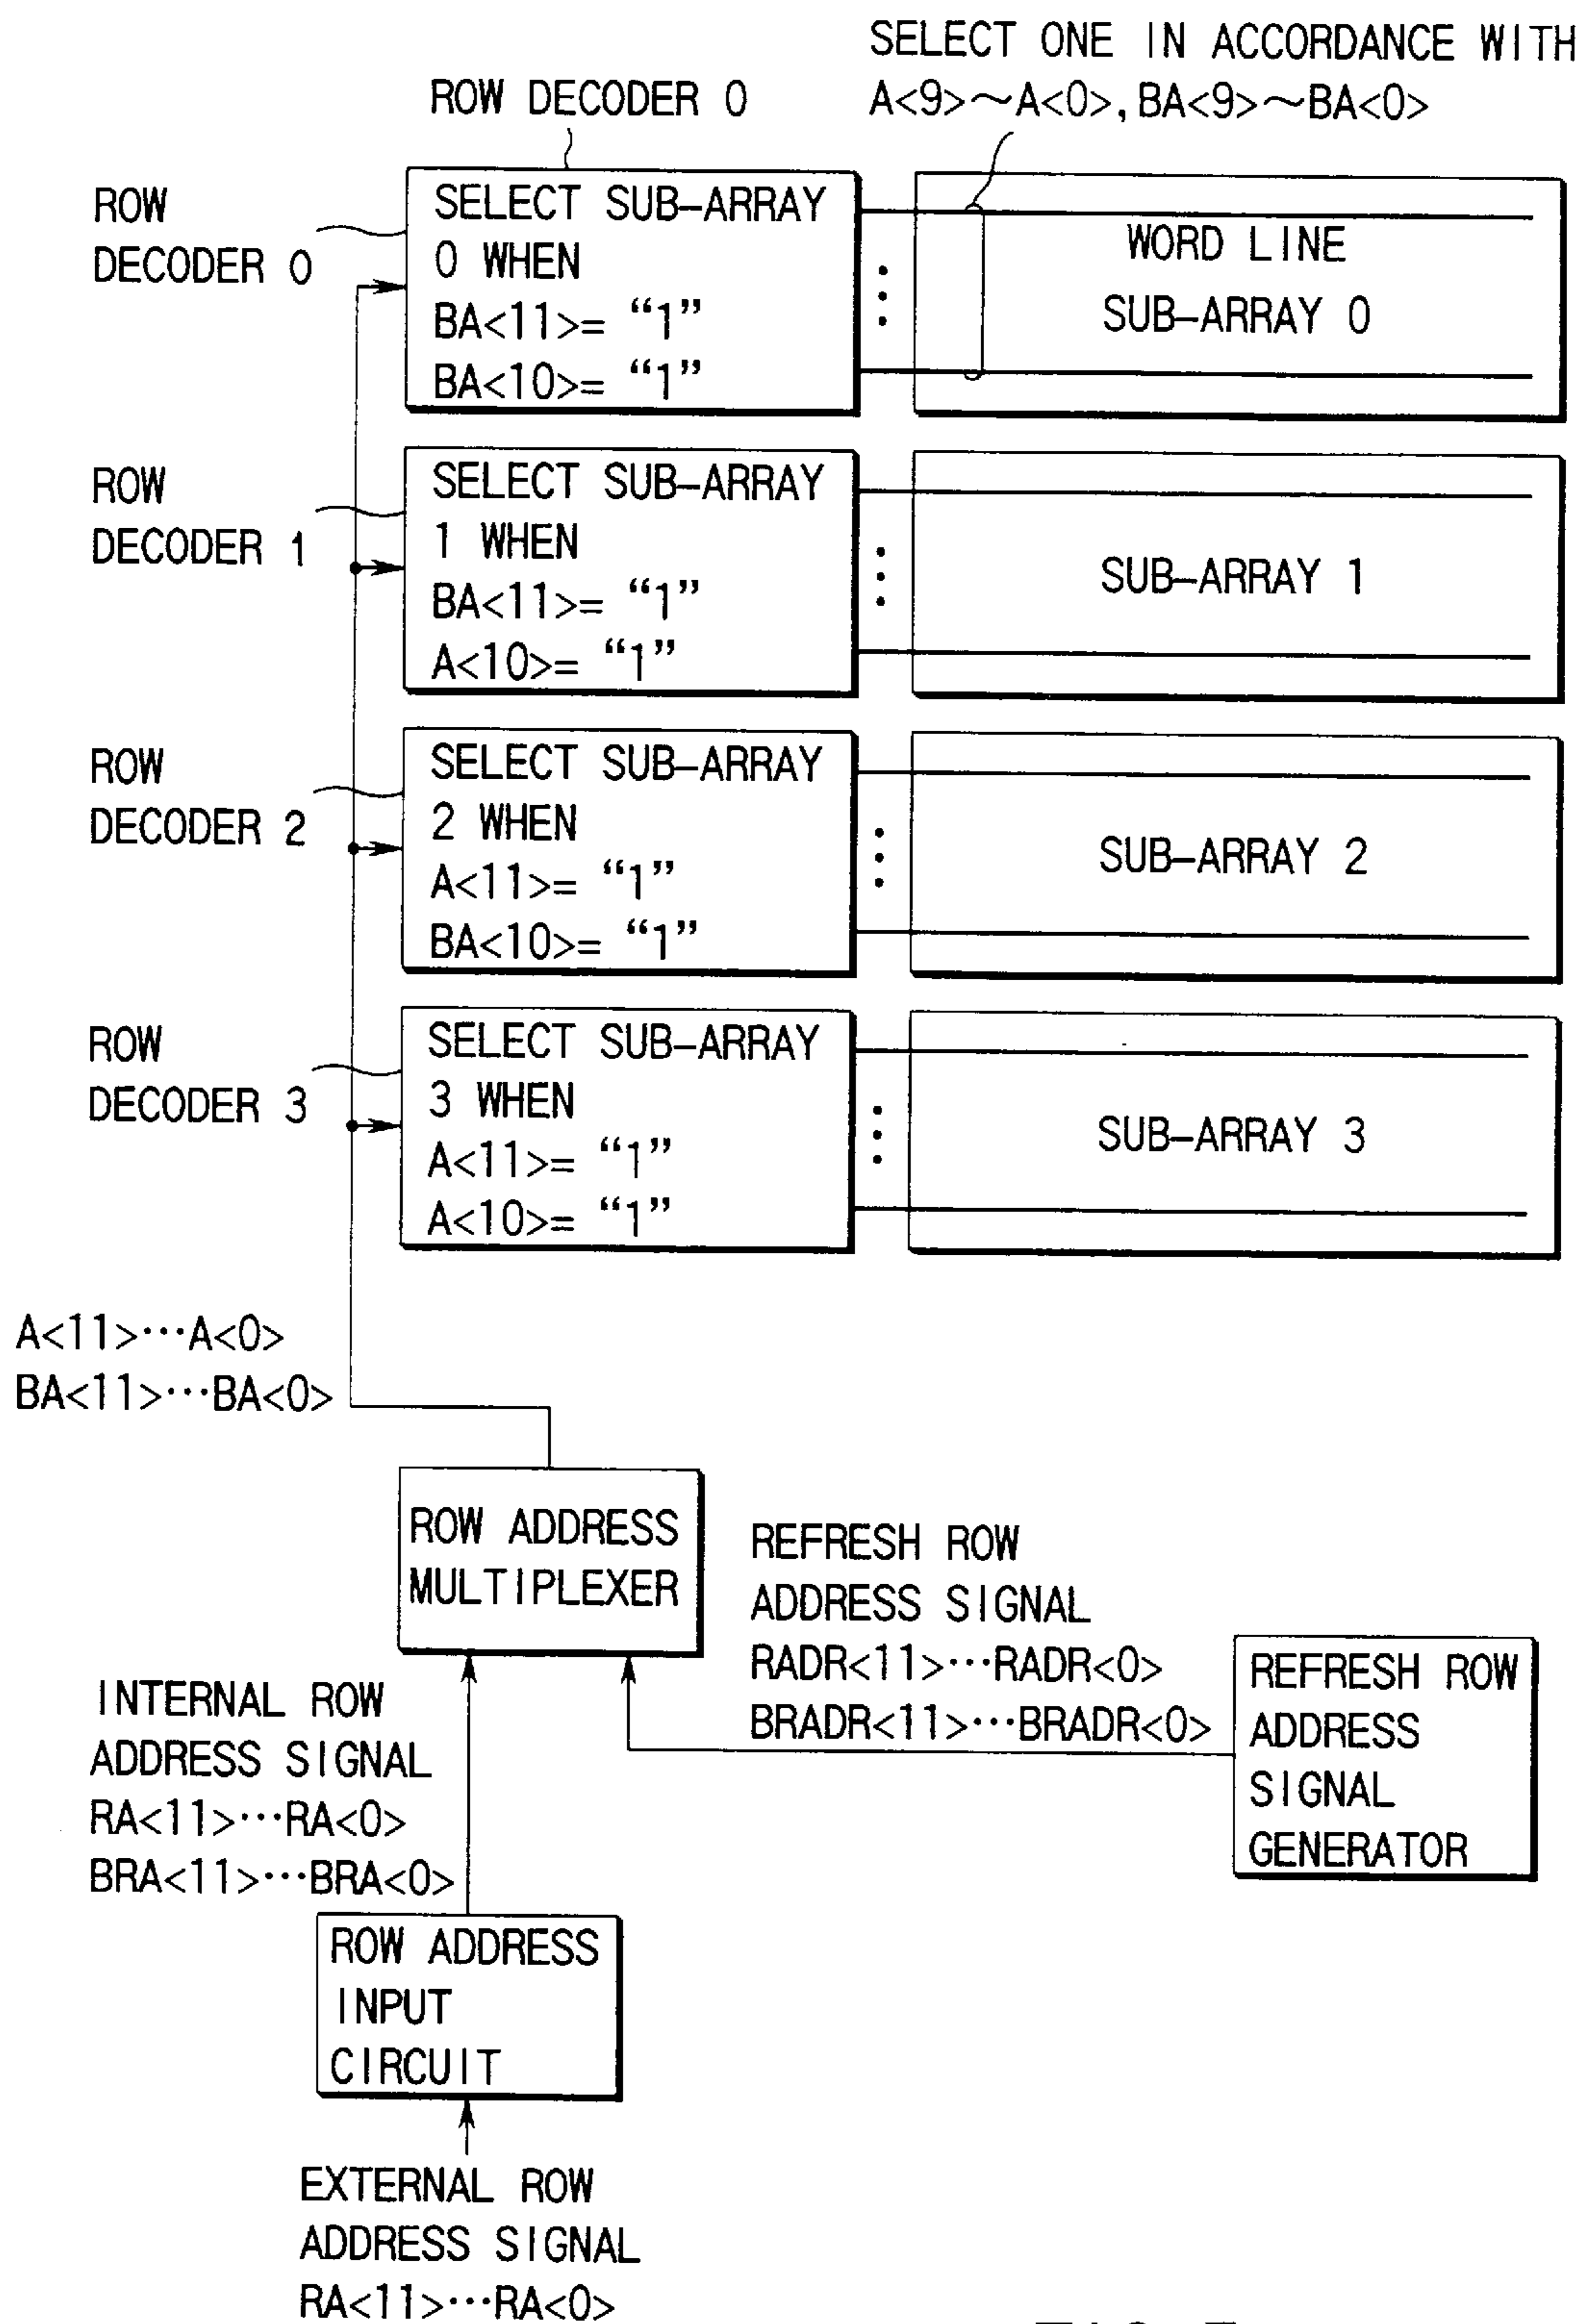 SELECT ONE IN ACCORDANCE WITH
A<9>~A<0>, BA<9>~BA<0>
ROW DECODER 0
ROW
DECODER 0
SELECT SUB-ARRAY
0 WHEN
BA<11>= “1”
BA<10>= “1”
WORD LINE
SUB-ARRAY 0
ROW
DECODER 1
SELECT SUB-ARRAY
1 WHEN
BA<11>= “1”
A<10>= “1”
SUB-ARRAY 1
ROW
DECODER 2
SELECT SUB-ARRAY
2 WHEN
A<11>= “1”
BA<10>= “1”
SUB-ARRAY 2
ROW
DECODER 3
SELECT SUB-ARRAY
3 WHEN
A<11>= “1”
A<10>= “1”
SUB-ARRAY 3
A<11>···A<0>
BA<11>···BA<0>
ROW ADDRESS
MULTIPLEXER
REFRESH ROW
ADDRESS SIGNAL
RADR<11>···RADR<0>
BRADR<11>···BRADR<0>
REFRESH ROW
ADDRESS
SIGNAL
GENERATOR
INTERNAL ROW
ADDRESS SIGNAL
RA<11>···RA<0>
BRA<11>···BRA<0>
ROW ADDRESS
INPUT
CIRCUIT
EXTERNAL ROW
ADDRESS SIGNAL
RA<11>···RA<0>